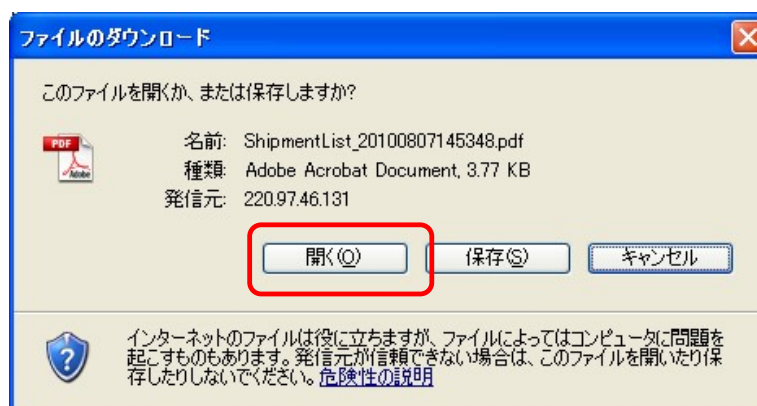 ファイルのダウンロード
このファイルを開くか、または保存しますか?
PDF
Adobe
名前: ShipmentList_20100807145348.pdf
種類: Adobe Acrobat Document, 3.77 KB
発信元: 220.97.46.131
開く(O) 保存(S) キャンセル
インターネットのファイルは役に立ちますが、ファイルによってはコンピュータに問題を
起こすものもあります。発信元が信頼できない場合は、このファイルを開いたり保
存したりしないでください。危険性の説明